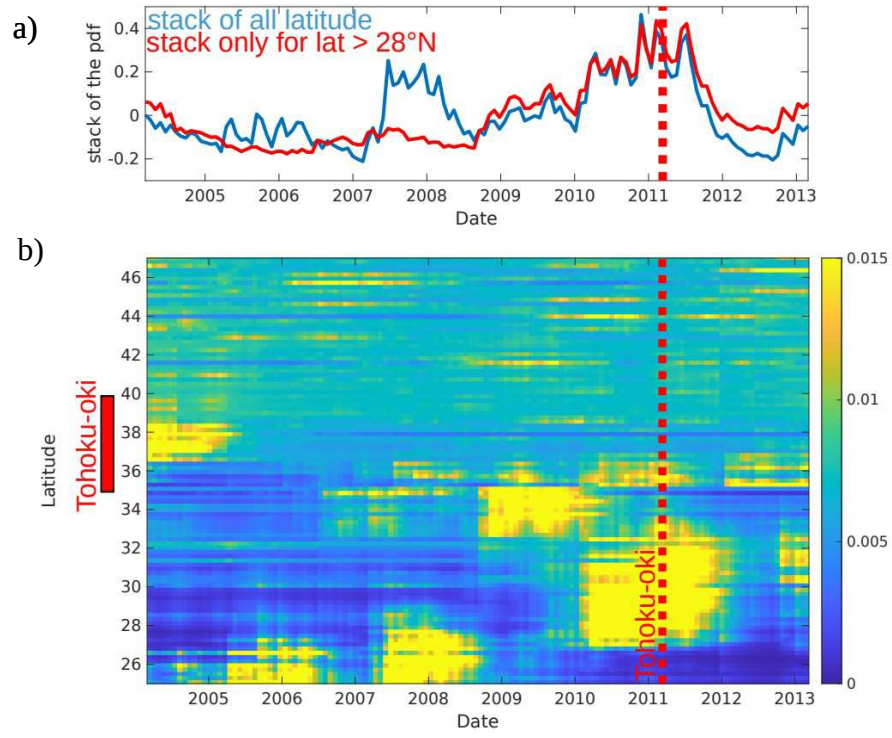 a)
stack of all latitude
stack only for lat > 28°N
stack of the pdf
0.4
0.2
0
-0.2
2005 2006 2007 2008 2009 2010 2011 2012 2013
Date
b)
Tohoku-oki
Latitude
46
44
42
40
38
36
34
32
30
28
26
Tohoku-oki
0.015
0.01
0.005
0
2005 2006 2007 2008 2009 2010 2011 2012 2013
Date